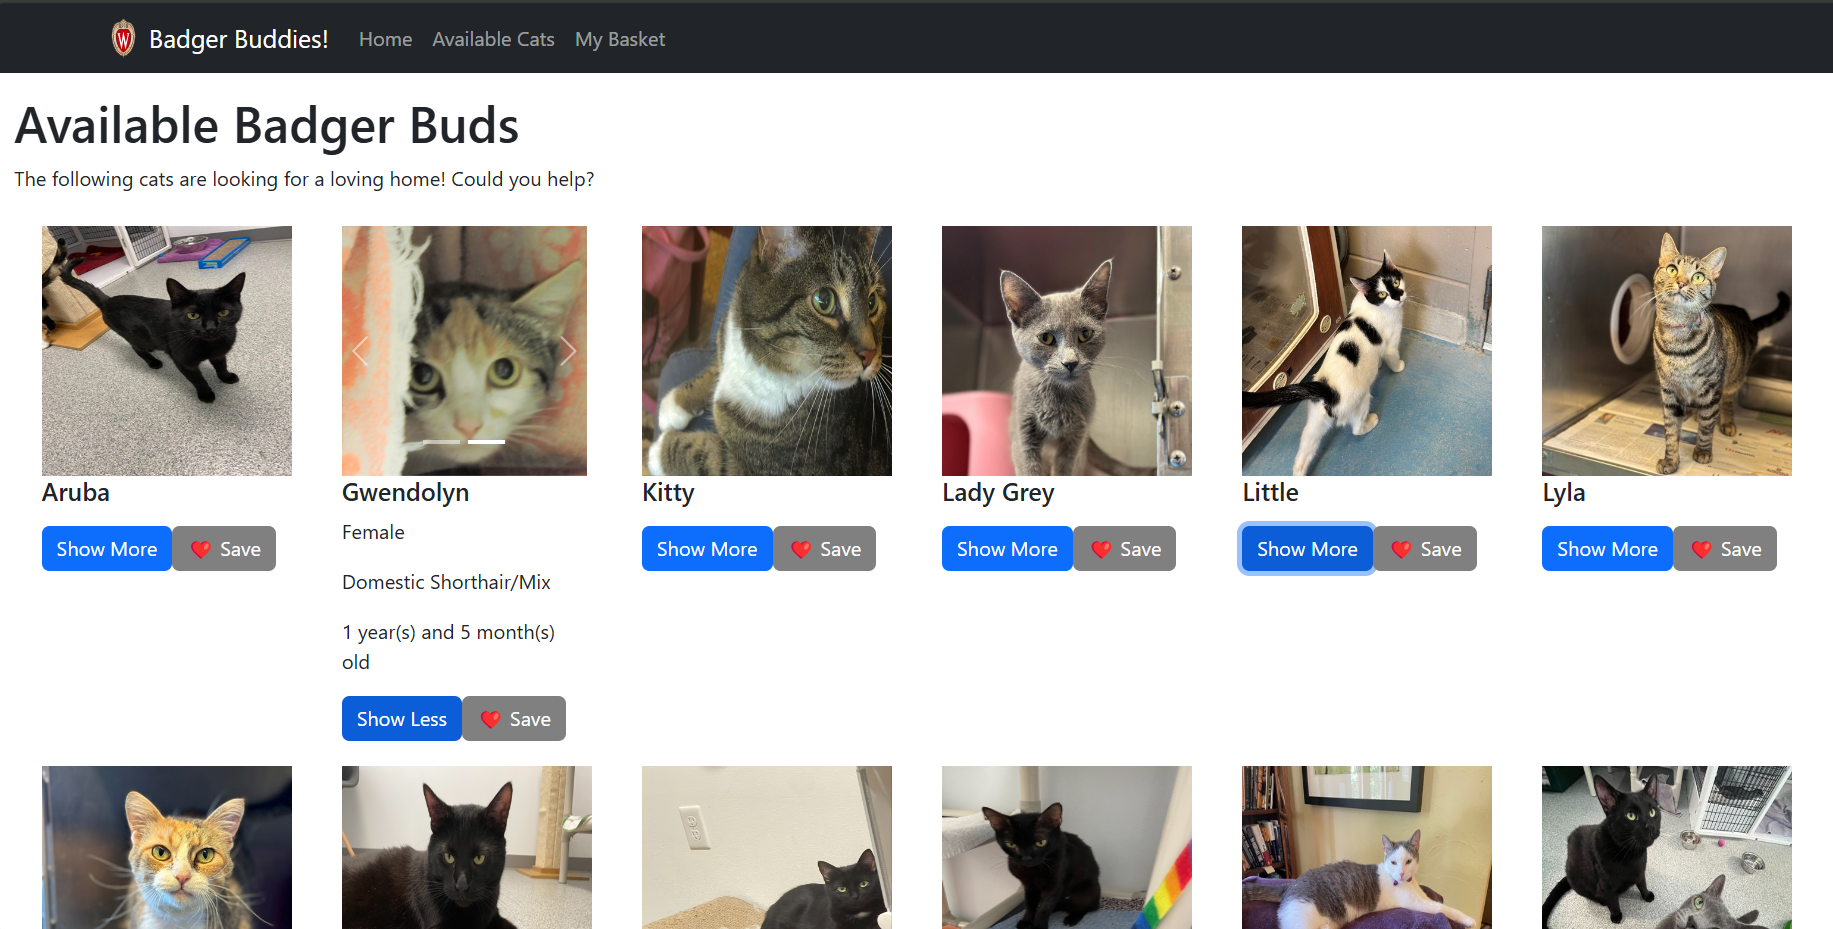 W Badger Buddies! Home Available Cats My Basket
Available Badger Buds
The following cats are looking for a loving home! Could you help?
Aruba
Show More ❤️ Save
Gwendolyn
Female
Domestic Shorthair/Mix
1 year(s) and 5 month(s)
old
Show Less ❤️ Save
Kitty
Show More ❤️ Save
Lady Grey
Show More ❤️ Save
Little
Show More ❤️ Save
Lyla
Show More ❤️ Save